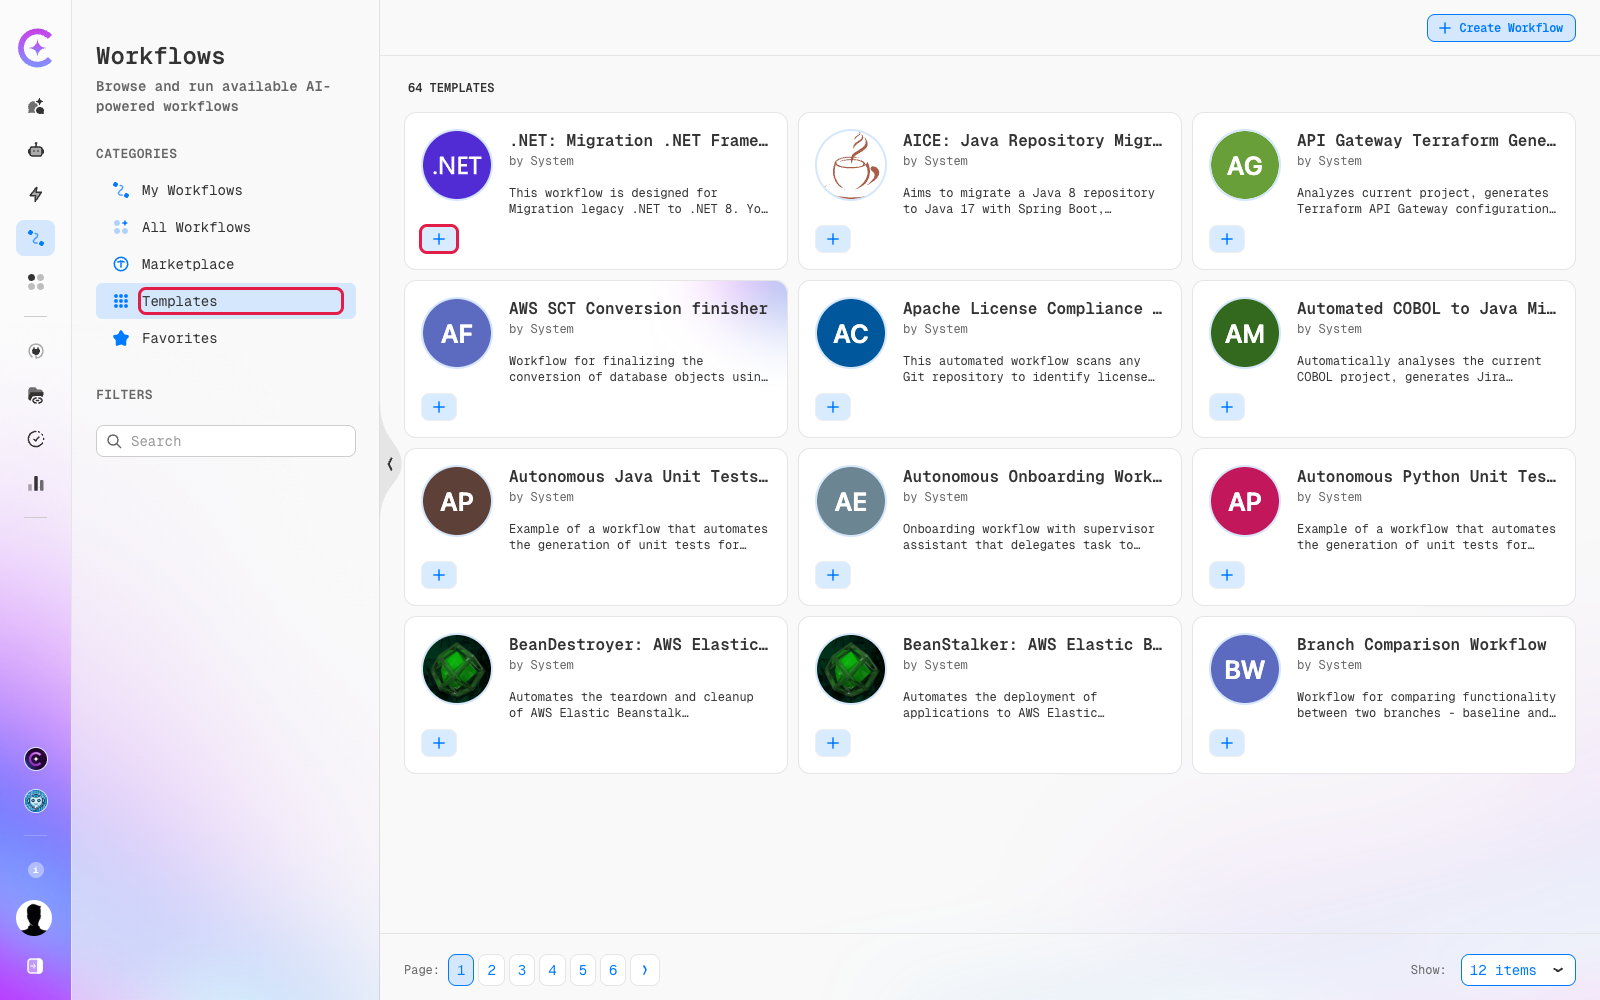 Workflows
Browse and run available AI-
powered workflows
CATEGORIES
My Workflows
All Workflows
Marketplace
Templates
Favorites
FILTERS
Search
Create Workflow
64 TEMPLATES
.NET
.NET: Migration .NET Frame…
by System
This workflow is designed for
Migration legacy .NET to .NET 8. Yo…
AICE: Java Repository Migr…
by System
Aims to migrate a Java 8 repository
to Java 17 with Spring Boot,…
AG
API Gateway Terraform Gene…
by System
Analyzes current project, generates
Terraform API Gateway configuration…
AF
AWS SCT Conversion finisher
by System
Workflow for finalizing the
conversion of database objects usin…
AC
Apache License Compliance …
by System
This automated workflow scans any
Git repository to identify license…
AM
Automated COBOL to Java Mi…
by System
Automatically analyses the current
COBOL project, generates Jira…
AP
Autonomous Java Unit Tests…
by System
Example of a workflow that automates
the generation of unit tests for…
AE
Autonomous Onboarding Work…
by System
Onboarding workflow with supervisor
assistant that delegates task to…
AP
Autonomous Python Unit Tes…
by System
Example of a workflow that automates
the generation of unit tests for…
BeanDestroyer: AWS Elastic…
by System
Automates the teardown and cleanup
of AWS Elastic Beanstalk…
BeanStalker: AWS Elastic B…
by System
Automates the deployment of
applications to AWS Elastic…
BW
Branch Comparison Workflow
by System
Workflow for comparing functionality
between two branches - baseline and…
Page: 1 2 3 4 5 6
Show: 12 items